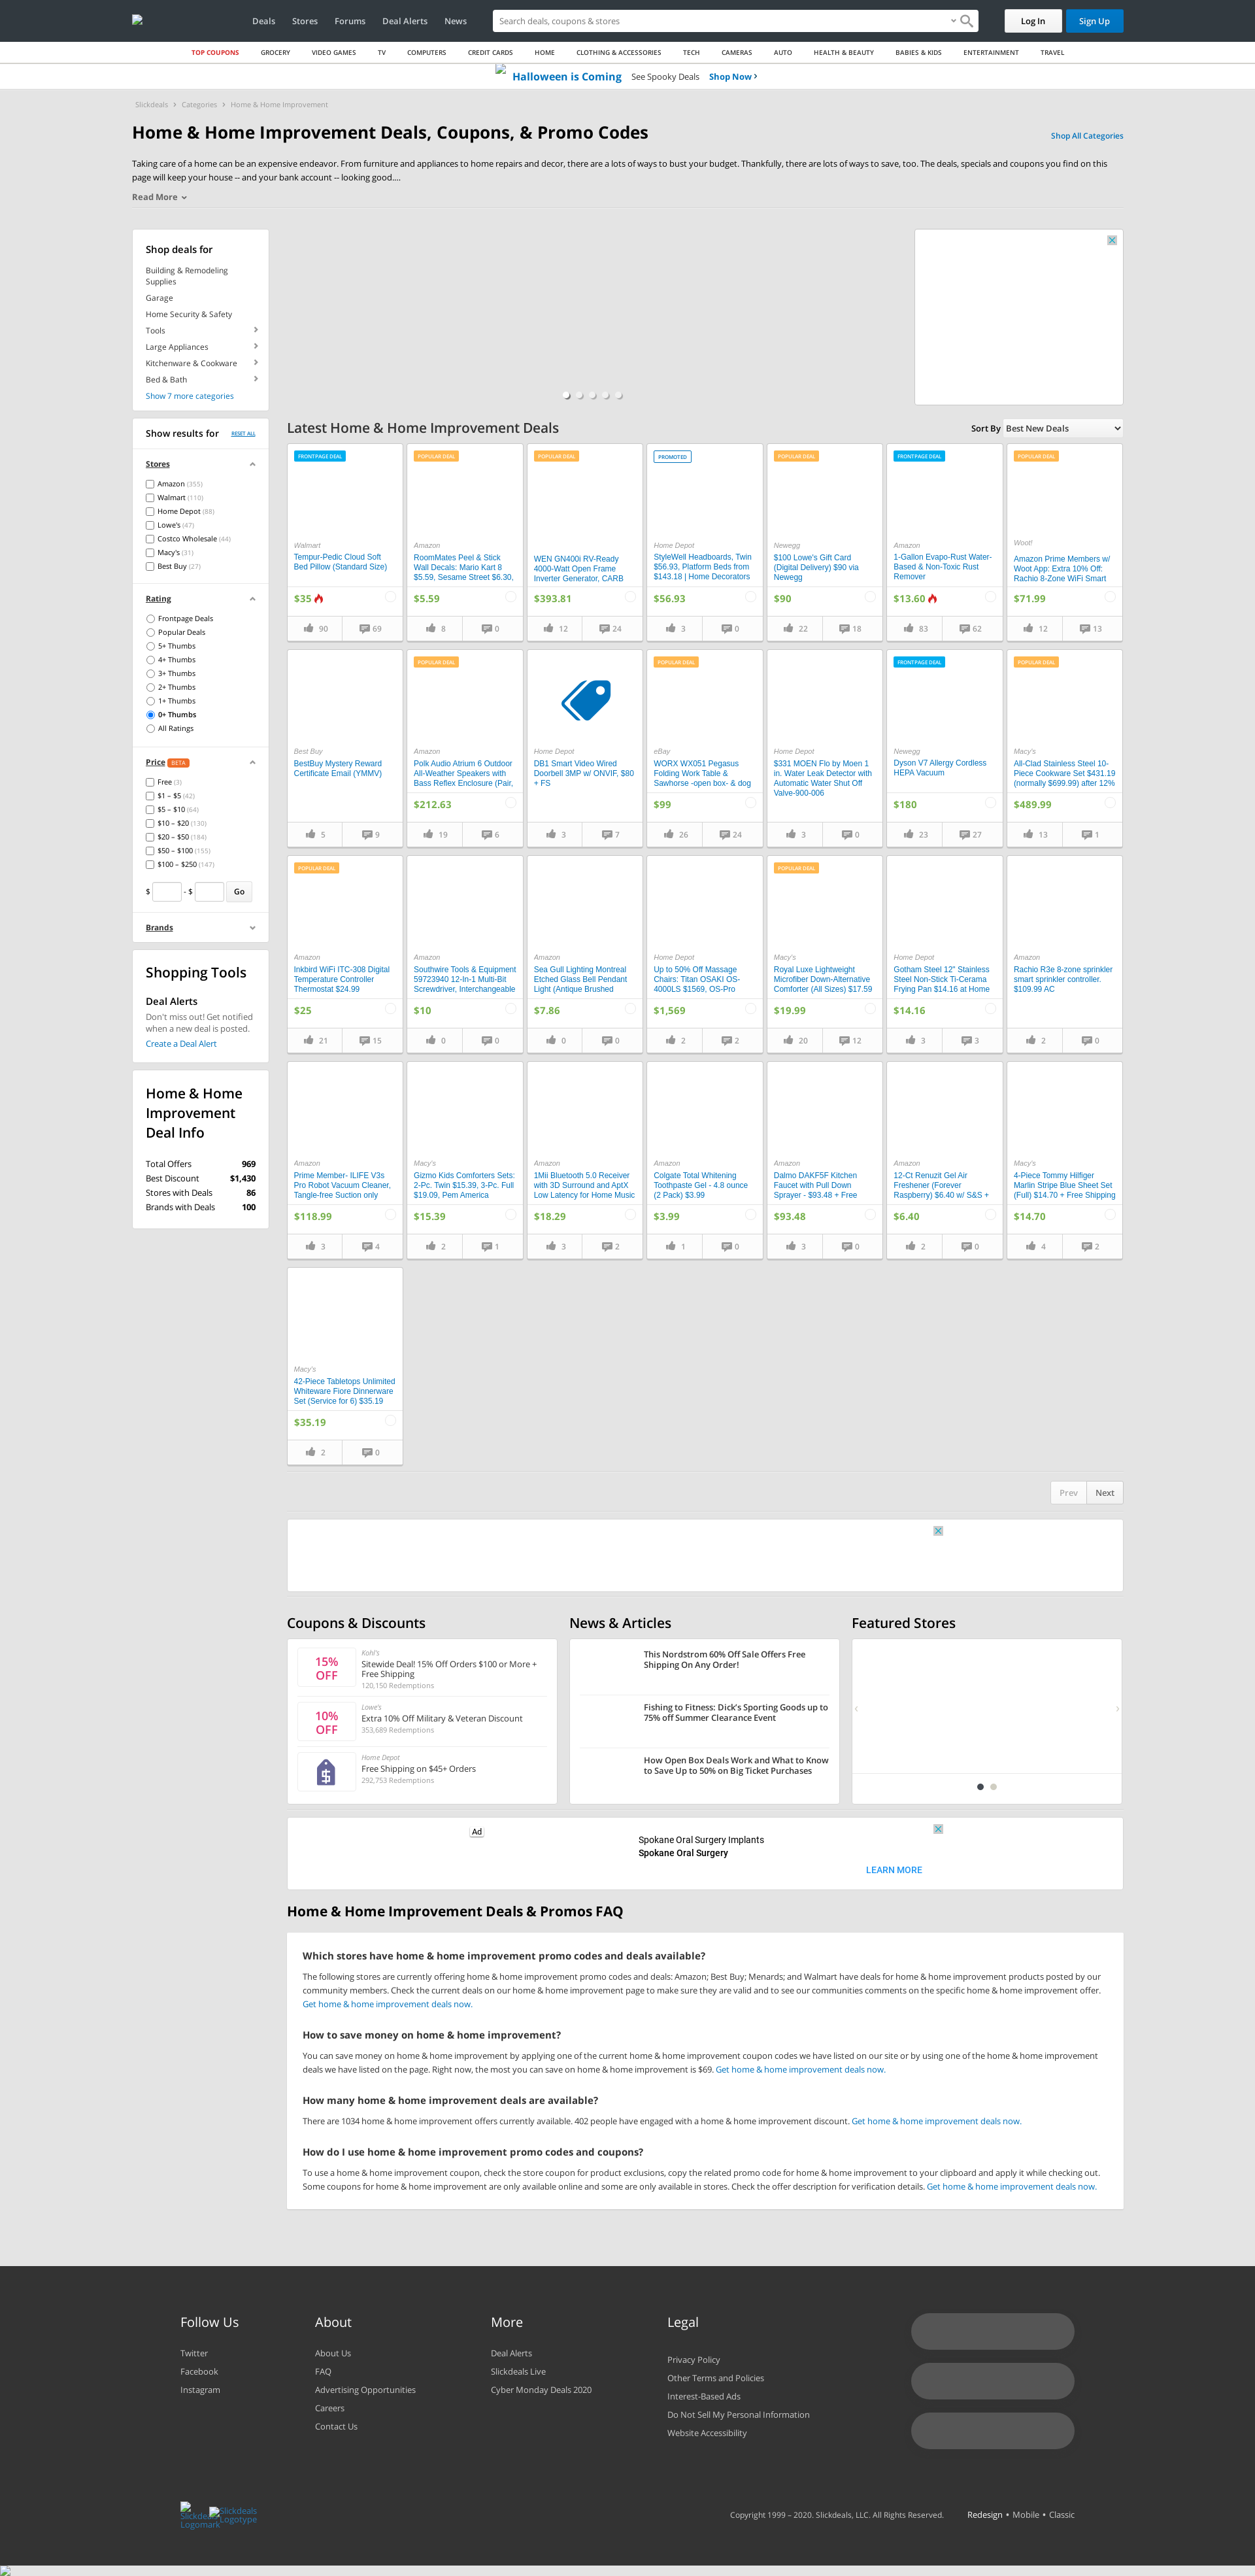 Deals Stores Forums Deal Alerts News
Search deals, coupons & stores
Log In
Sign Up
TOP COUPONS GROCERY VIDEO GAMES TV COMPUTERS CREDIT CARDS HOME CLOTHING & ACCESSORIES TECH CAMERAS AUTO HEALTH & BEAUTY BABIES & KIDS ENTERTAINMENT TRAVEL
Halloween is Coming See Spooky Deals Shop Now
Slickdeals Categories Home & Home Improvement
Home & Home Improvement Deals, Coupons, & Promo Codes
Shop All Categories
Taking care of a home can be an expensive endeavor. From furniture and appliances to home repairs and decor, there are a lots of ways to bust your budget. Thankfully, there are lots of ways to save, too. The deals, specials and coupons you find on this
page will keep your house -- and your bank account -- looking good....
Read More
Shop deals for
Building & Remodeling
Supplies
Garage
Home Security & Safety
Tools
Large Appliances
Kitchenware & Cookware
Bed & Bath
Show 7 more categories
Show results for RESET ALL
Stores
Amazon (355)
Walmart (110)
Home Depot (88)
Lowe's (47)
Costco Wholesale (44)
Macy's (31)
Best Buy (27)
Rating
Frontpage Deals
Popular Deals
5+ Thumbs
4+ Thumbs
3+ Thumbs
2+ Thumbs
1+ Thumbs
0+ Thumbs
All Ratings
Price BETA
Free (3)
$1 – $5 (42)
$5 – $10 (64)
$10 – $20 (130)
$20 – $50 (184)
$50 – $100 (155)
$100 – $250 (147)
$ - $ Go
Brands
Shopping Tools
Deal Alerts
Don't miss out! Get notified
when a new deal is posted.
Create a Deal Alert
Home & Home
Improvement
Deal Info
Total Offers 969
Best Discount $1,430
Stores with Deals 86
Brands with Deals 100
Latest Home & Home Improvement Deals
Sort By Best New Deals
FRONTPAGE DEAL
Walmart
Tempur-Pedic Cloud Soft
Bed Pillow (Standard Size)
$35
90 69
POPULAR DEAL
Amazon
RoomMates Peel & Stick
Wall Decals: Mario Kart 8
$5.59, Sesame Street $6.30,
$5.59
8 0
POPULAR DEAL
WEN GN400i RV-Ready
4000-Watt Open Frame
Inverter Generator, CARB
$393.81
12 24
PROMOTED
Home Depot
StyleWell Headboards, Twin
$56.93, Platform Beds from
$143.18 | Home Decorators
$56.93
3 0
POPULAR DEAL
Newegg
$100 Lowe's Gift Card
(Digital Delivery) $90 via
Newegg
$90
22 18
FRONTPAGE DEAL
Amazon
1-Gallon Evapo-Rust Water-
Based & Non-Toxic Rust
Remover
$13.60
83 62
POPULAR DEAL
Woot!
Amazon Prime Members w/
Woot App: Extra 10% Off:
Rachio 8-Zone WiFi Smart
$71.99
12 13
Best Buy
BestBuy Mystery Reward
Certificate Email (YMMV)
5 9
POPULAR DEAL
Amazon
Polk Audio Atrium 6 Outdoor
All-Weather Speakers with
Bass Reflex Enclosure (Pair,
$212.63
19 6
Home Depot
DB1 Smart Video Wired
Doorbell 3MP w/ ONVIF, $80
+ FS
3 7
POPULAR DEAL
eBay
WORX WX051 Pegasus
Folding Work Table &
Sawhorse -open box- & dog
$99
26 24
Home Depot
$331 MOEN Flo by Moen 1
in. Water Leak Detector with
Automatic Water Shut Off
Valve-900-006
3 0
FRONTPAGE DEAL
Newegg
Dyson V7 Allergy Cordless
HEPA Vacuum
$180
23 27
POPULAR DEAL
Macy's
All-Clad Stainless Steel 10-
Piece Cookware Set $431.19
(normally $699.99) after 12%
$489.99
13 1
POPULAR DEAL
Amazon
Inkbird WiFi ITC-308 Digital
Temperature Controller
Thermostat $24.99
$25
21 15
Amazon
Southwire Tools & Equipment
59723940 12-In-1 Multi-Bit
Screwdriver, Interchangeable
$10
0 0
Amazon
Sea Gull Lighting Montreal
Etched Glass Bell Pendant
Light (Antique Brushed
$7.86
0 0
Home Depot
Up to 50% Off Massage
Chairs: Titan OSAKI OS-
4000LS $1569, OS-Pro
$1,569
2 2
POPULAR DEAL
Macy's
Royal Luxe Lightweight
Microfiber Down-Alternative
Comforter (All Sizes) $17.59
$19.99
20 12
Home Depot
Gotham Steel 12" Stainless
Steel Non-Stick Ti-Cerama
Frying Pan $14.16 at Home
$14.16
3 3
Amazon
Rachio R3e 8-zone sprinkler
smart sprinkler controller.
$109.99 AC
2 0
Amazon
Prime Member- ILIFE V3s
Pro Robot Vacuum Cleaner,
Tangle-free Suction only
$118.99
3 4
Macy's
Gizmo Kids Comforters Sets:
2-Pc. Twin $15.39, 3-Pc. Full
$19.09, Pem America
$15.39
2 1
Amazon
1Mii Bluetooth 5.0 Receiver
with 3D Surround and AptX
Low Latency for Home Music
$18.29
3 2
Amazon
Colgate Total Whitening
Toothpaste Gel - 4.8 ounce
(2 Pack) $3.99
$3.99
1 0
Amazon
Dalmo DAKF5F Kitchen
Faucet with Pull Down
Sprayer - $93.48 + Free
$93.48
3 0
Amazon
12-Ct Renuzit Gel Air
Freshener (Forever
Raspberry) $6.40 w/ S&S +
$6.40
2 0
Macy's
4-Piece Tommy Hilfiger
Marlin Stripe Blue Sheet Set
(Full) $14.70 + Free Shipping
$14.70
4 2
Macy's
42-Piece Tabletops Unlimited
Whiteware Fiore Dinnerware
Set (Service for 6) $35.19
$35.19
2 0
Prev Next
Coupons & Discounts
15%
OFF
Kohl's
Sitewide Deal! 15% Off Orders $100 or More +
Free Shipping
120,150 Redemptions
10%
OFF
Lowe's
Extra 10% Off Military & Veteran Discount
353,689 Redemptions
Home Depot
Free Shipping on $45+ Orders
292,753 Redemptions
News & Articles
This Nordstrom 60% Off Sale Offers Free
Shipping On Any Order!
Fishing to Fitness: Dick's Sporting Goods up to
75% off Summer Clearance Event
How Open Box Deals Work and What to Know
to Save Up to 50% on Big Ticket Purchases
Featured Stores
Ad
Spokane Oral Surgery Implants
Spokane Oral Surgery
LEARN MORE
Home & Home Improvement Deals & Promos FAQ
Which stores have home & home improvement promo codes and deals available?
The following stores are currently offering home & home improvement promo codes and deals: Amazon; Best Buy; Menards; and Walmart have deals for home & home improvement products posted by our
community members. Check the current deals on our home & home improvement page to make sure they are valid and to see our communities comments on the specific home & home improvement offer.
Get home & home improvement deals now.
How to save money on home & home improvement?
You can save money on home & home improvement by applying one of the current home & home improvement coupon codes we have listed on our site or by using one of the home & home improvement
deals we have listed on the page. Right now, the most you can save on home & home improvement is $69. Get home & home improvement deals now.
How many home & home improvement deals are available?
There are 1034 home & home improvement offers currently available. 402 people have engaged with a home & home improvement discount. Get home & home improvement deals now.
How do I use home & home improvement promo codes and coupons?
To use a home & home improvement coupon, check the store coupon for product exclusions, copy the related promo code for home & home improvement to your clipboard and apply it while checking out.
Some coupons for home & home improvement are only available online and some are only available in stores. Check the offer description for verification details. Get home & home improvement deals now.
Follow Us
Twitter
Facebook
Instagram
About
About Us
FAQ
Advertising Opportunities
Careers
Contact Us
More
Deal Alerts
Slickdeals Live
Cyber Monday Deals 2020
Legal
Privacy Policy
Other Terms and Policies
Interest-Based Ads
Do Not Sell My Personal Information
Website Accessibility
Slickdeals
Logomark
Slickdeals
Logotype
Copyright 1999 – 2020. Slickdeals, LLC. All Rights Reserved.
Redesign • Mobile • Classic